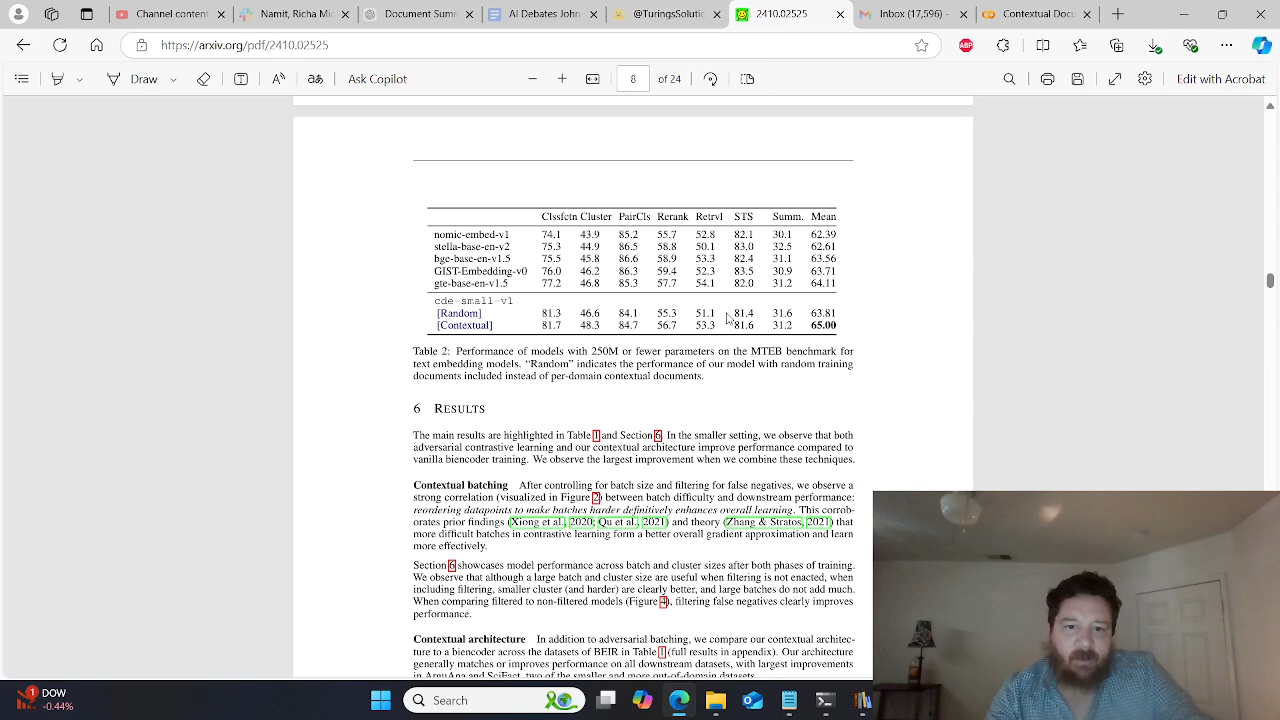 Channel content
Namit, Richa Mi
Document Sum
AI Debates John
@TuringsSolutic
2410.02525
Inbox (17,596) -
Contextual Docu
https://arxiv.org/pdf/2410.02525
ABP
Draw
Ask Copilot
8 of 24
Edit with Acrobat
Clssfctn Cluster PairCls Rerank Retrvl STS Summ. Mean
nomic-embed-v1 74.1 43.9 85.2 55.7 52.8 82.1 30.1 62.39
stella-base-en-v2 75.3 44.9 86.5 58.8 50.1 83.0 32.5 62.61
bge-base-en-v1.5 75.5 45.8 86.6 58.9 53.3 82.4 31.1 63.56
GIST-Embedding-v0 76.0 46.2 86.3 59.4 52.3 83.5 30.9 63.71
gte-base-en-v1.5 77.2 46.8 85.3 57.7 54.1 82.0 31.2 64.11
cde-small-v1
[Random] 81.3 46.6 84.1 55.3 51.1 81.4 31.6 63.81
[Contextual] 81.7 48.3 84.7 56.7 53.3 81.6 31.2 65.00
Table 2: Performance of models with 250M or fewer parameters on the MTEB benchmark for
text embedding models. “Random” indicates the performance of our model with random training
documents included instead of per-domain contextual documents.
6 RESULTS
The main results are highlighted in Table 1 and Section 6. In the smaller setting, we observe that both
adversarial contrastive learning and our contextual architecture improve performance compared to
vanilla biencoder training. We observe the largest improvement when we combine these techniques.
Contextual batching After controlling for batch size and filtering for false negatives, we observe a
strong correlation (visualized in Figure 2) between batch difficulty and downstream performance:
reordering datapoints to make batches harder definitively enhances overall learning. This corrob-
orates prior findings (Xiong et al., 2020; Qu et al., 2021) and theory (Zhang & Stratos, 2021) that
more difficult batches in contrastive learning form a better overall gradient approximation and learn
more effectively.
Section 6 showcases model performance across batch and cluster sizes after both phases of training.
We observe that although a large batch and cluster size are useful when filtering is not enacted, when
including filtering, smaller cluster (and harder) are clearly better, and large batches do not add much.
When comparing filtered to non-filtered models (Figure 4), filtering false negatives clearly improves
performance.
Contextual architecture In addition to adversarial batching, we compare our contextual architec-
ture to a biencoder across the datasets of BEIR in Table 1 (full results in appendix). Our architecture
generally matches or improves performance on all downstream datasets, with largest improvements
in ArguAna and SciFact, two of the smaller and more out-of-domain datasets.
1
DOW
-0.44%
Search